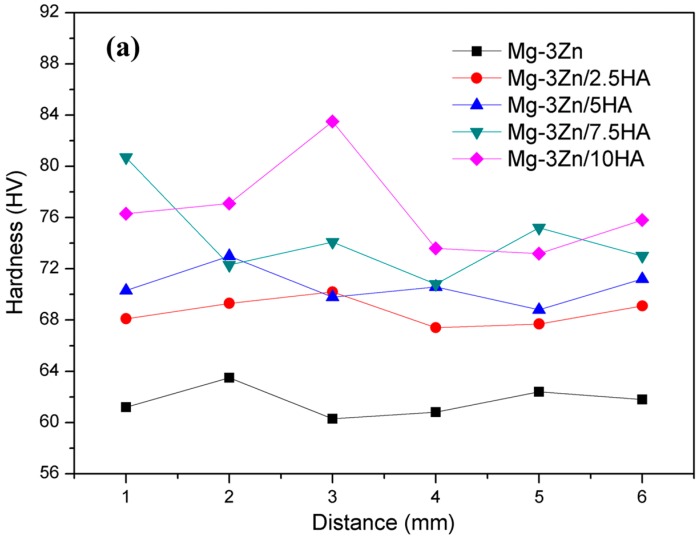 (a)
Mg-3Zn
Mg-3Zn/2.5HA
Mg-3Zn/5HA
Mg-3Zn/7.5HA
Mg-3Zn/10HA
Hardness (HV)
92
88
84
80
76
72
68
64
60
56
1 2 3 4 5 6
Distance (mm)